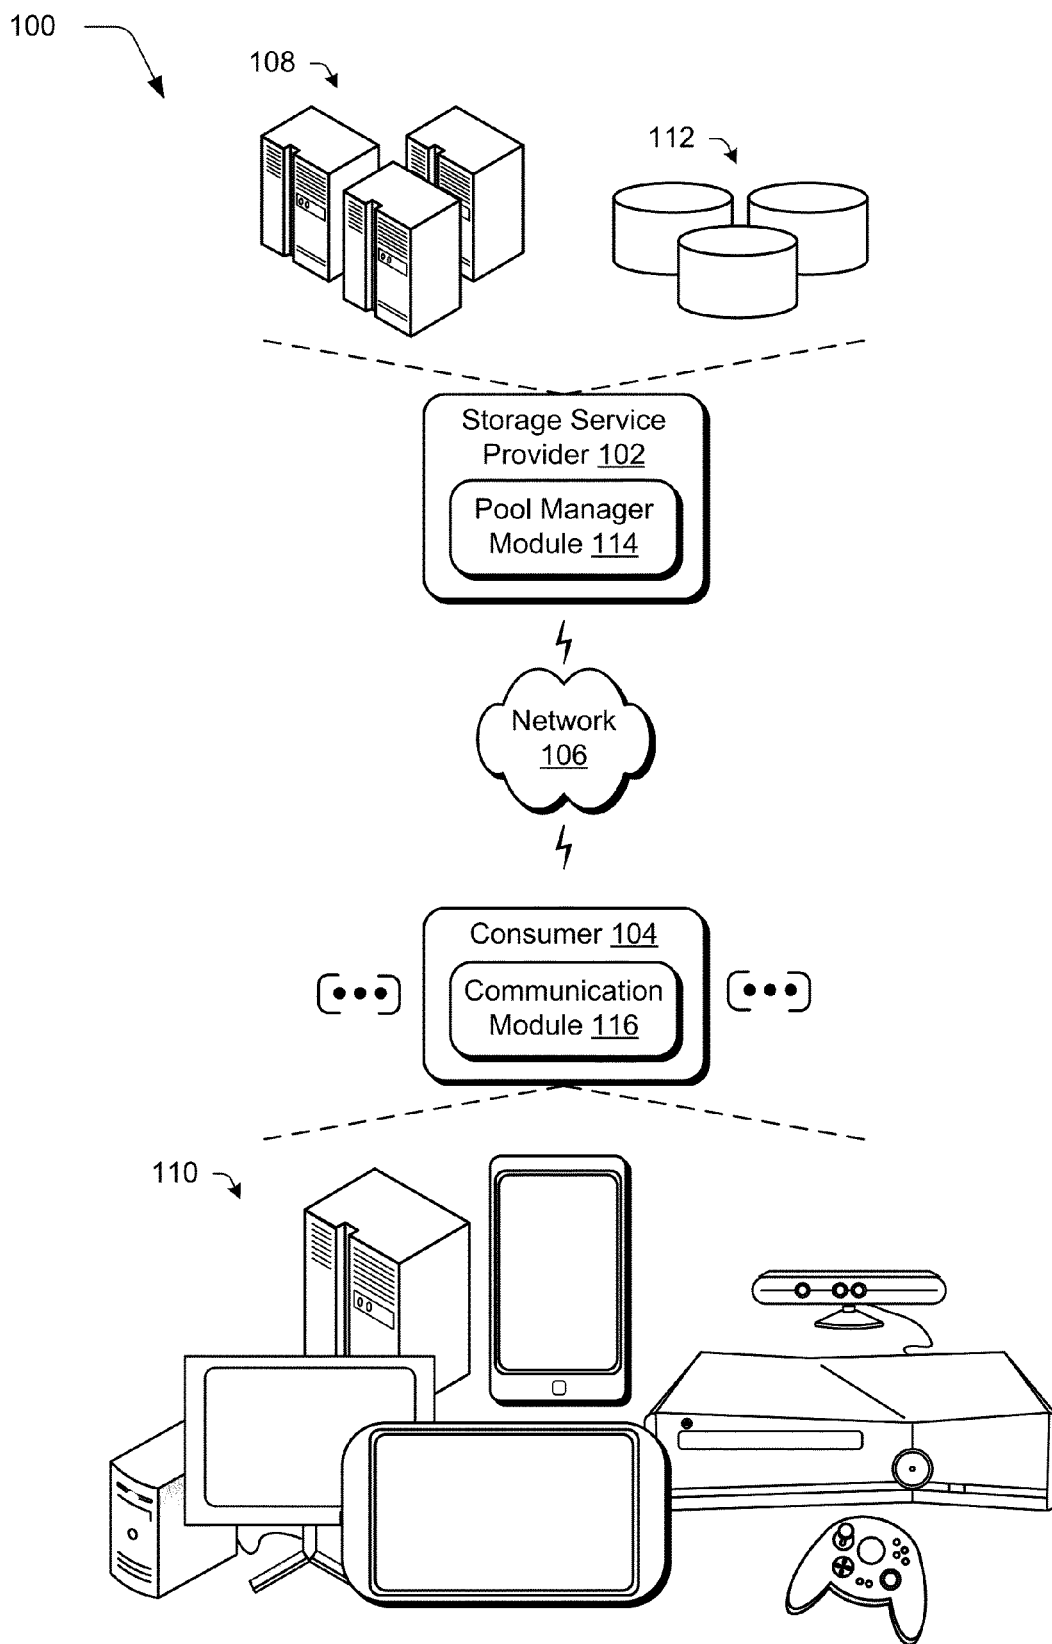 100
108
112
Storage Service
Provider 102
Pool Manager
Module 114
Network
106
Consumer 104
Communication
Module 116
110